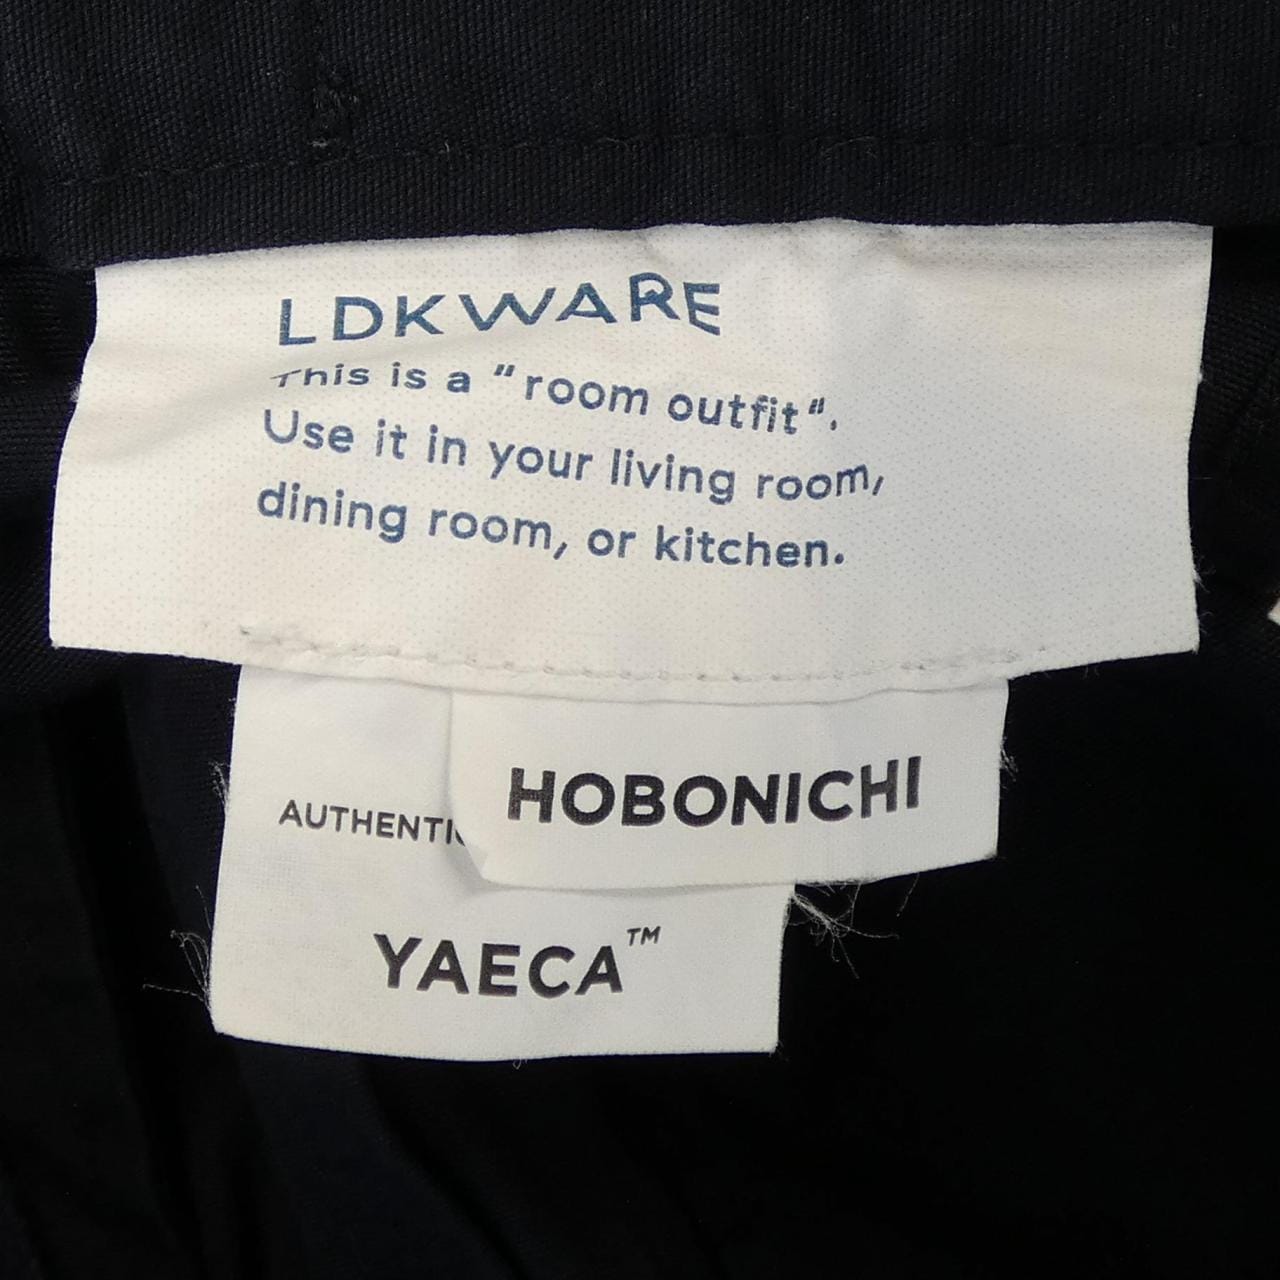 LDKWARE
This is a "room outfit".
Use it in your living room,
dining room, or kitchen.
HOBONICHI
YAECA™